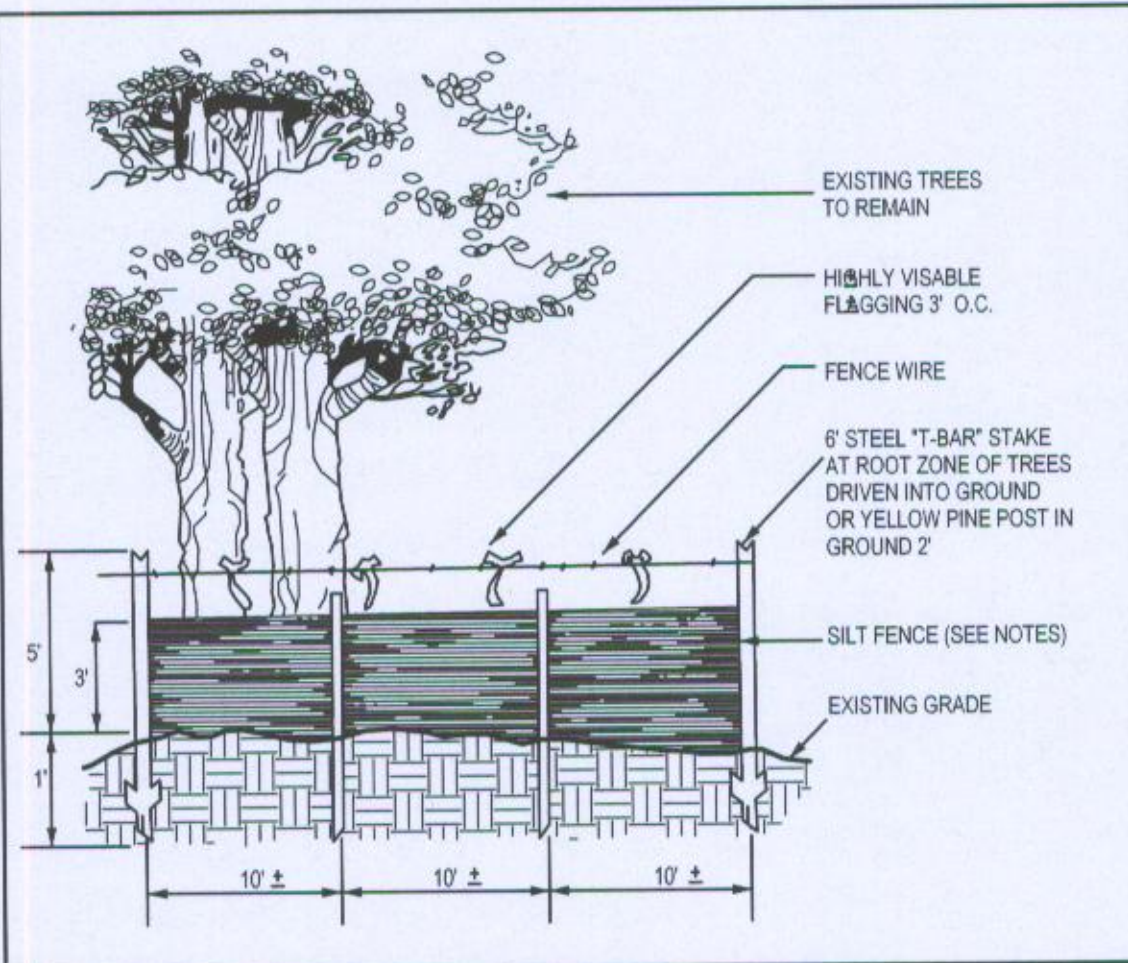 EXISTING TREES
TO REMAIN
HIGHLY VISABLE
FLAGGING 3' O.C.
FENCE WIRE
6' STEEL "T-BAR" STAKE
AT ROOT ZONE OF TREES
DRIVEN INTO GROUND
OR YELLOW PINE POST IN
GROUND 2'
SILT FENCE (SEE NOTES)
EXISTING GRADE
5'
3'
1'
10' ±
10' ±
10' ±